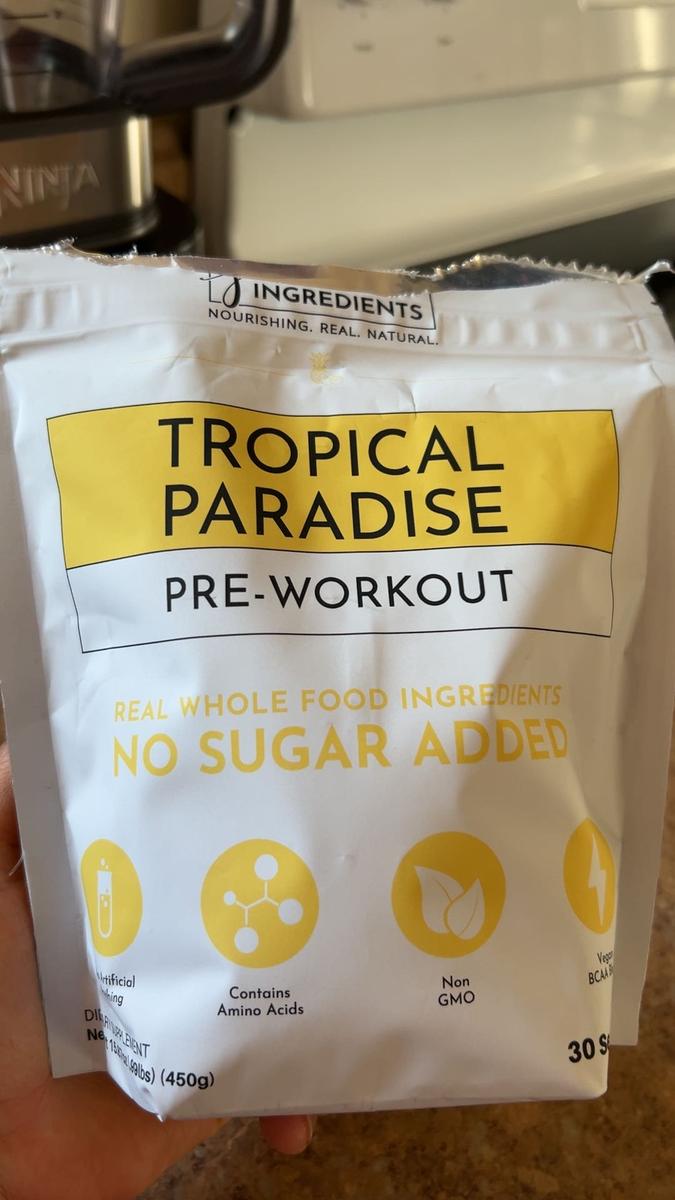 NINJA
INGREDIENTS
NOURISHING. REAL. NATURAL.
TROPICAL
PARADISE
PRE-WORKOUT
REAL WHOLE FOOD INGREDIENTS
NO SUGAR ADDED
Contains
Amino Acids
Non
GMO
BCAA
(450g)
30